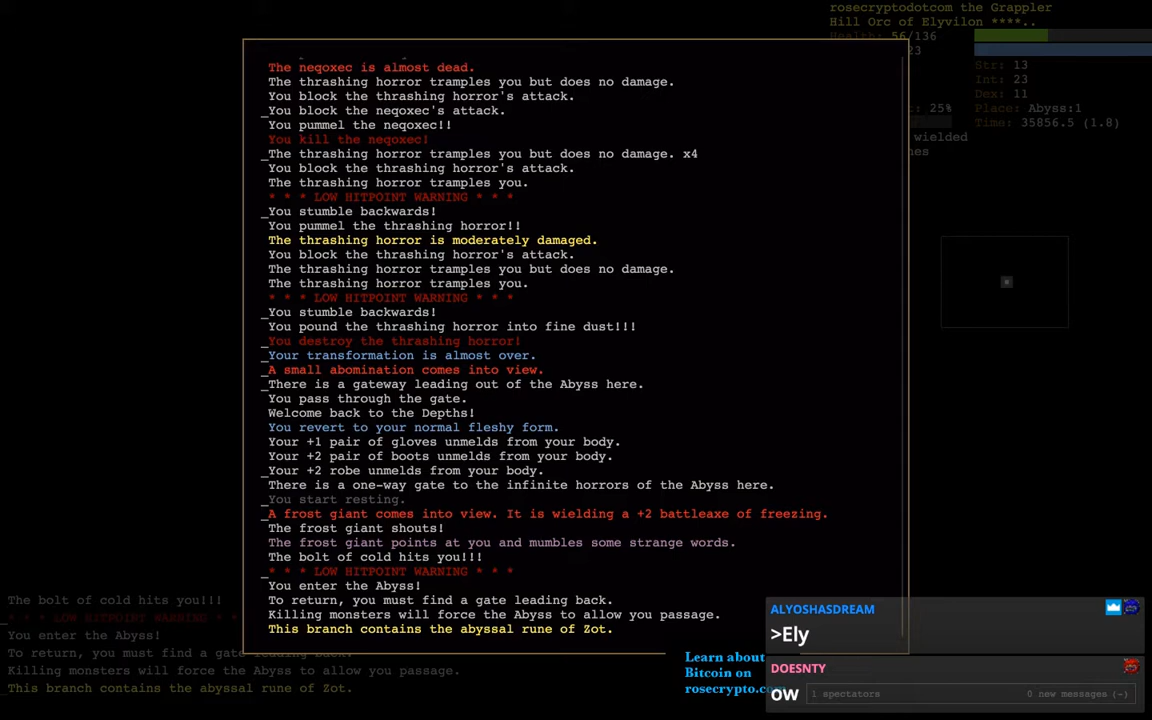 rosecryptodotcom the Grappler
Hill Orc of Elyvilon ****..
Health: 56/136
23
Str: 13
Int: 23
Dex: 11
25%
Place: Abyss:1
Time: 35856.5 (1.8)
wielded
The neqoxec is almost dead.
The thrashing horror tramples you but does no damage.
You block the thrashing horror's attack.
_You block the neqoxec's attack.
You pummel the neqoxec!!
You kill the neqoxec!
_The thrashing horror tramples you but does no damage. x4
You block the thrashing horror's attack.
The thrashing horror tramples you.
* * * LOW HITPOINT WARNING * * *
_You stumble backwards!
You pummel the thrashing horror!!
The thrashing horror is moderately damaged.
You block the thrashing horror's attack.
The thrashing horror tramples you but does no damage.
The thrashing horror tramples you.
* * * LOW HITPOINT WARNING * * *
_You stumble backwards!
You pound the thrashing horror into fine dust!!!
_You destroy the thrashing horror!
_Your transformation is almost over.
_A small abomination comes into view.
_There is a gateway leading out of the Abyss here.
You pass through the gate.
Welcome back to the Depths!
You revert to your normal fleshy form.
Your +1 pair of gloves unmelds from your body.
Your +2 pair of boots unmelds from your body.
_Your +2 robe unmelds from your body.
There is a one-way gate to the infinite horrors of the Abyss here.
_You start resting.
_A frost giant comes into view. It is wielding a +2 battleaxe of freezing.
The frost giant shouts!
The frost giant points at you and mumbles some strange words.
The bolt of cold hits you!!!
_* * * LOW HITPOINT WARNING * * *
You enter the Abyss!
To return, you must find a gate leading back.
Killing monsters will force the Abyss to allow you passage.
This branch contains the abyssal rune of Zot.
The bolt of cold hits you!!!
* * * LOW HITPOINT WARNING * *
You enter the Abyss!
To return, you must find a gate leading back.
Killing monsters will force the Abyss to allow you passage.
This branch contains the abyssal rune of Zot.
Learn about
Bitcoin on
rosecrypto.co
ALYOSHASDREAM
>Ely
DOESNTY
ow
1 spectators
0 new messages (-)